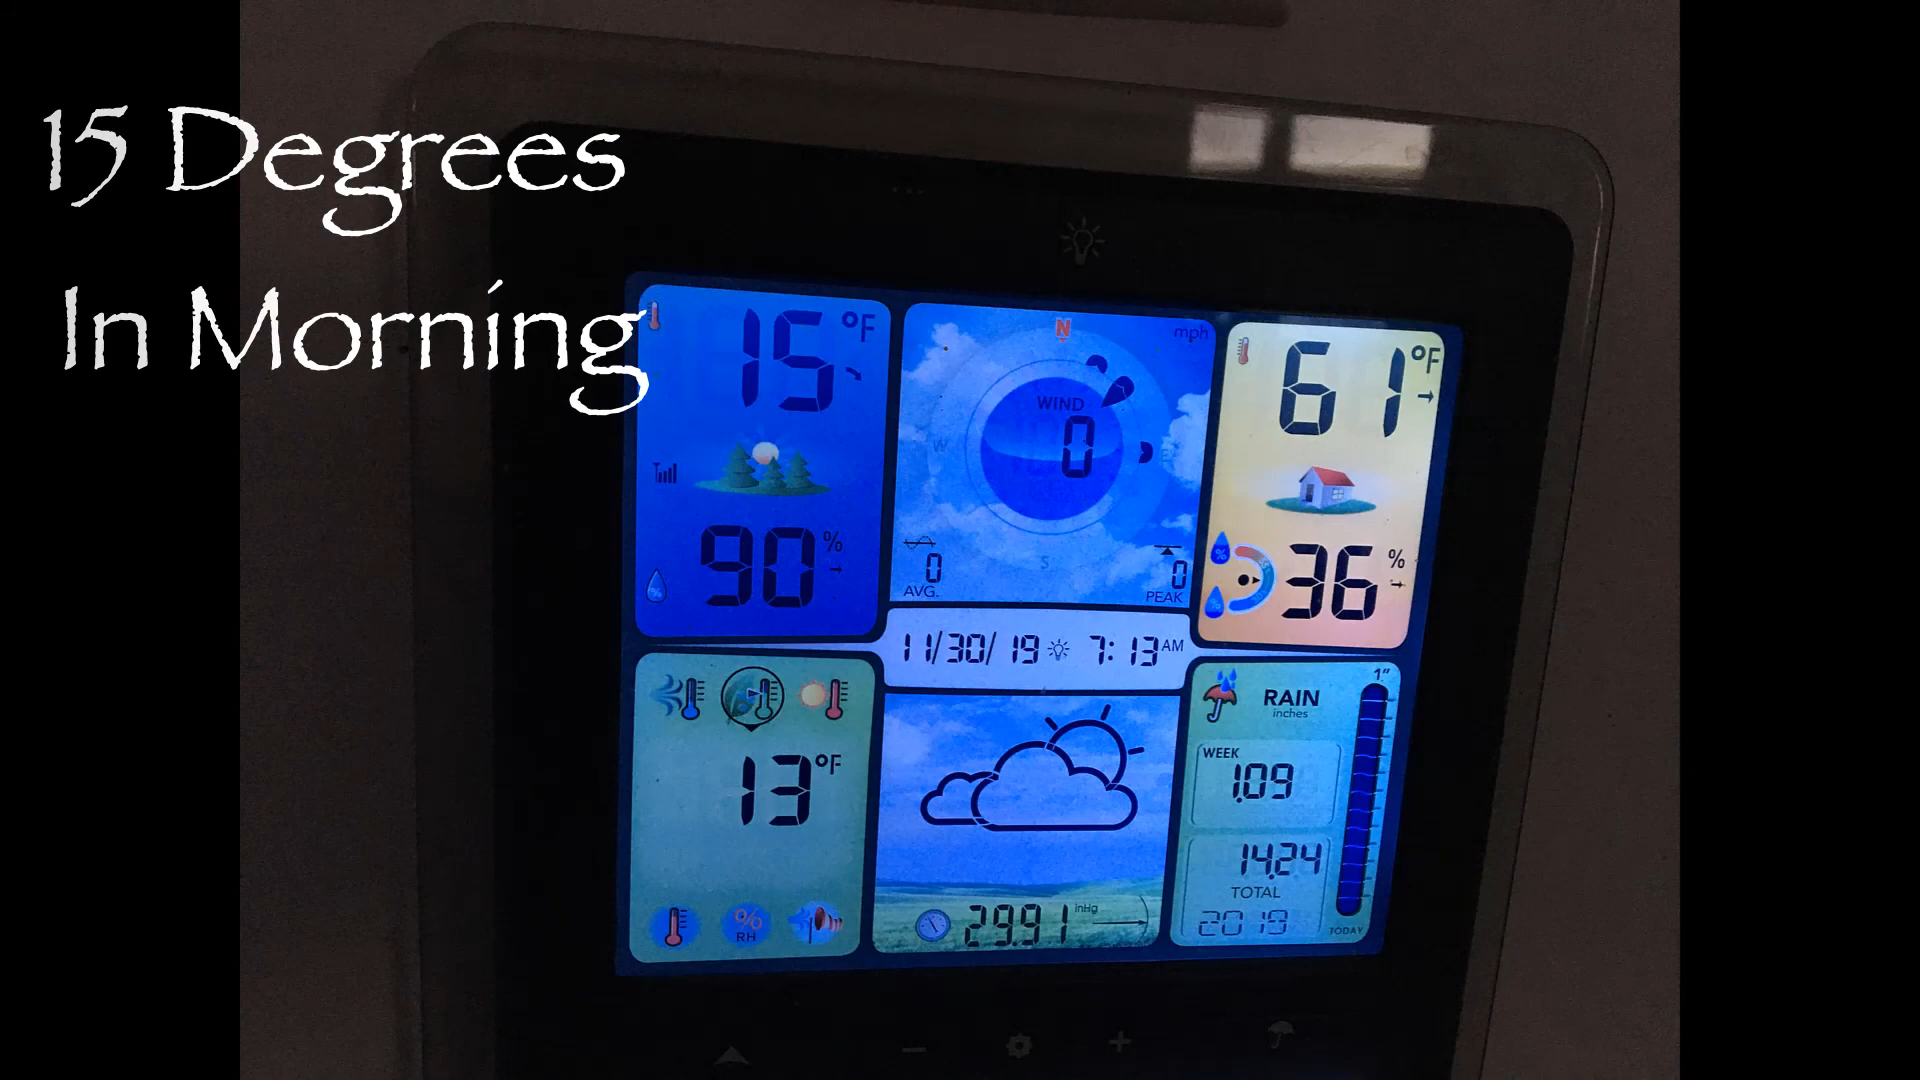 15 Degrees
In Morning
15 °F
90 %
%
N
mph
W
E
S
WIND
0
0
AVG.
0
PEAK
61 °F
36 %
%
%
11/30/19 7:13 AM
13 °F
%
RH
29.91 inHg
RAIN
inches
1"
WEEK
1.09
14.24
TOTAL
2019
TODAY
- +